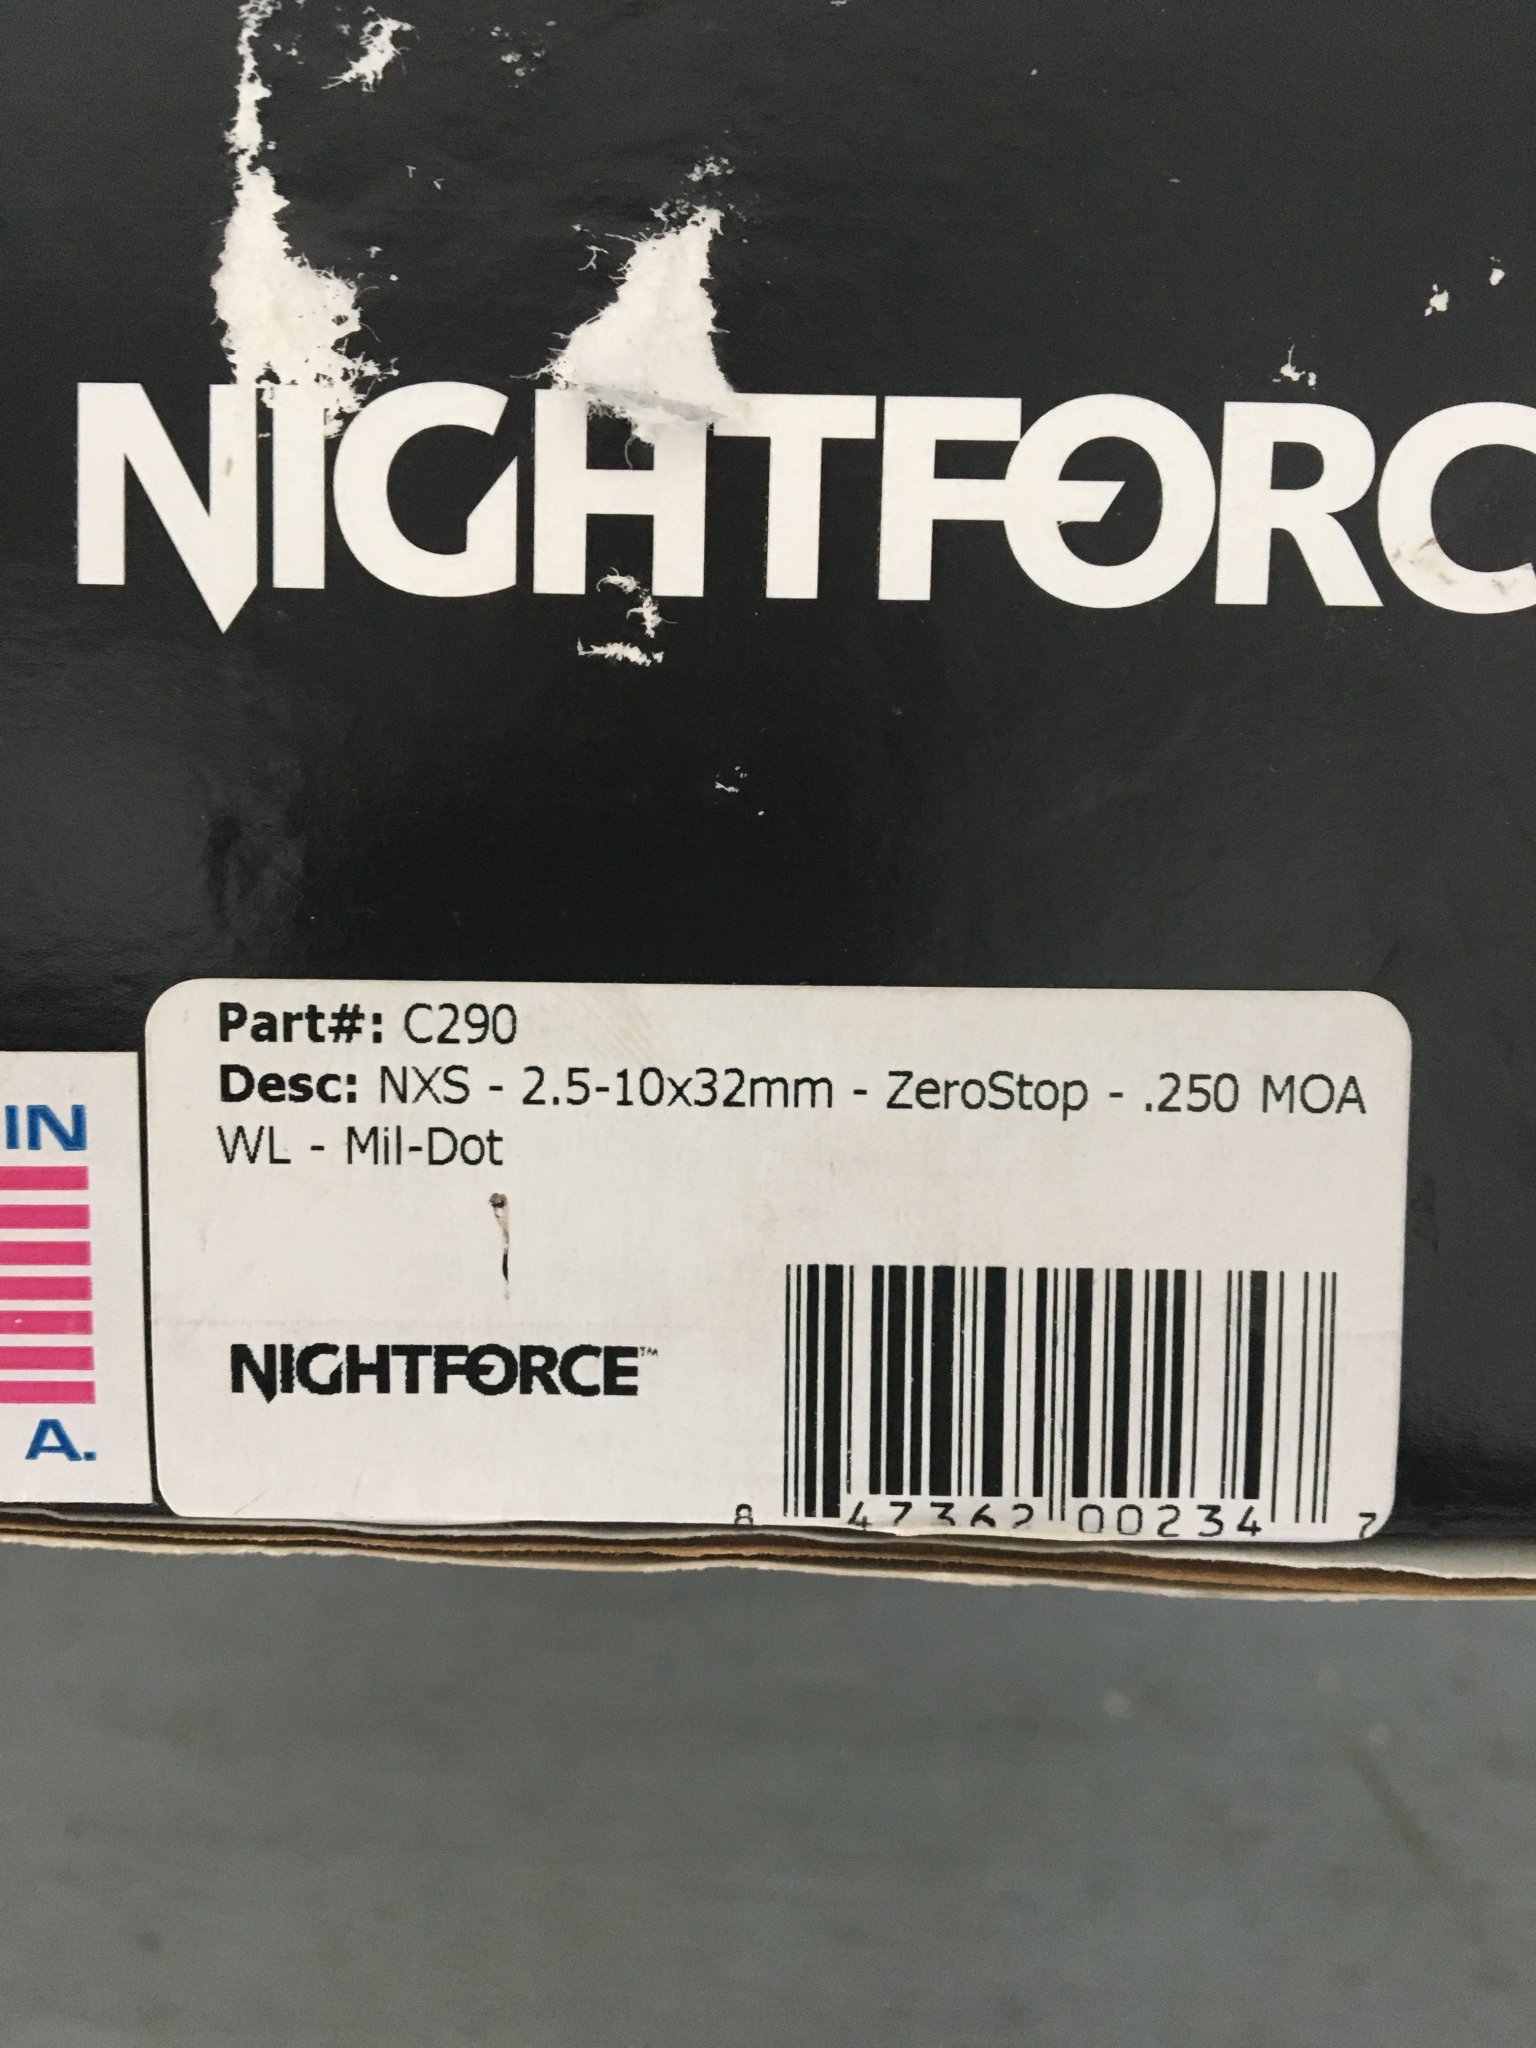 NIGHTFORC
Part#: C290
Desc: NXS - 2.5-10x32mm - ZeroStop - .250 MOA
WL - Mil-Dot
IN
A.
NIGHTFORCE™
8 47362 00234 7